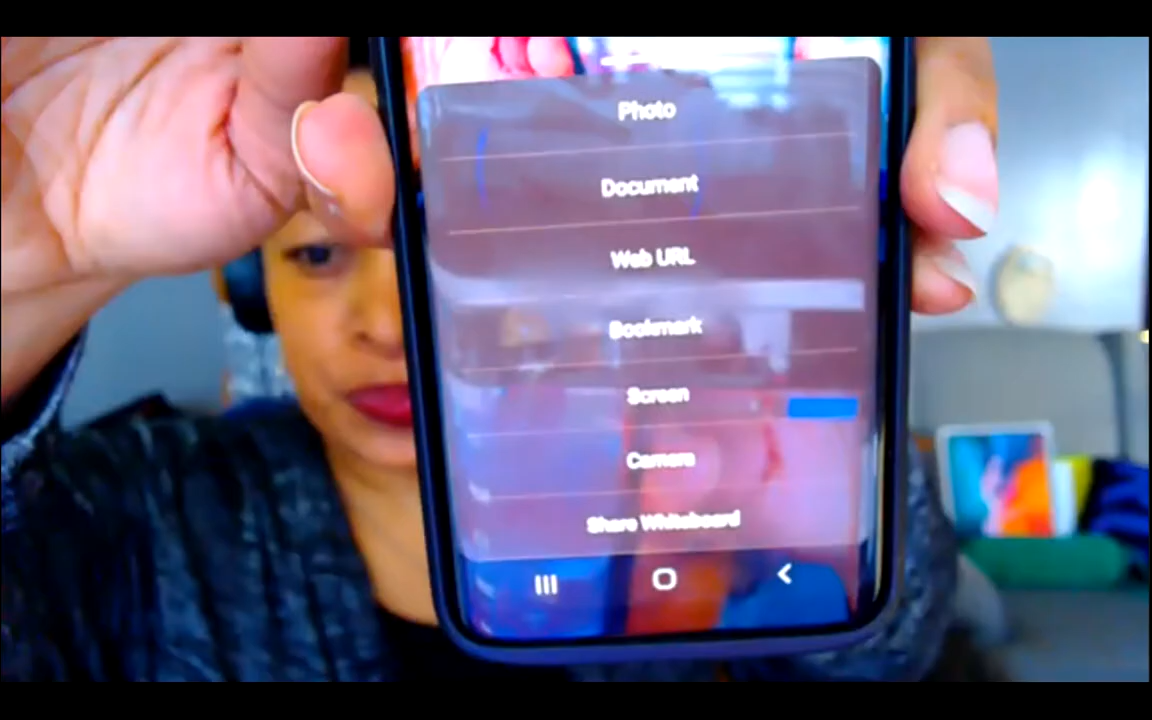 Photo
Document
Web URL
Bookmark
Screen
Camera
Share Whiteboard